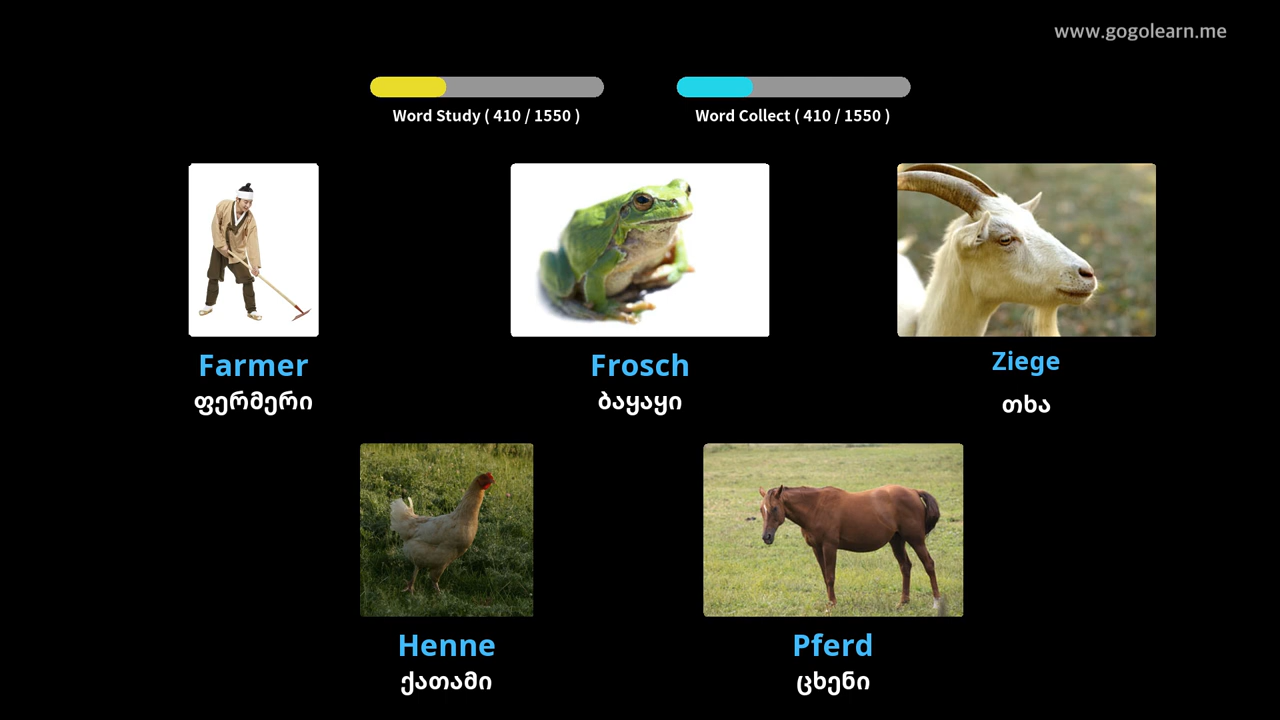 www.gogolearn.me
Word Study ( 410 / 1550 )
Word Collect ( 410 / 1550 )
Farmer
ფერმერი
Frosch
ბაყაყი
Ziege
თხა
Henne
ქათამი
Pferd
ცხენი